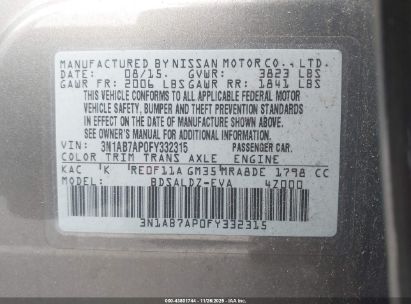 MANUFACTURED BY NISSAN MOTOR CO., LTD.
DATE: 08/15. GVWR: 3823 LBS
GAWR FR: 2006 LBS GAWR RR: 1841 LBS
THIS VEHICLE CONFORMS TO ALL APPLICABLE FEDERAL MOTOR
VEHICLE SAFETY, BUMPER AND THEFT PREVENTION STANDARDS
IN EFFECT ON THE DATE OF MANUFACTURE SHOWN ABOVE. SEE
OWNER'S MANUAL FOR ADDITIONAL INFORMATION.
3N1AB7AP0FY332315 PASSENGER CAR.
COLOR TRIM TRANS AXLE ENGINE
KAC K RE0F11A GM35 MRA8DE 1798 CC
MODEL: BDSALDZ-EVA 4Z000
3N1AB7AP0FY332315